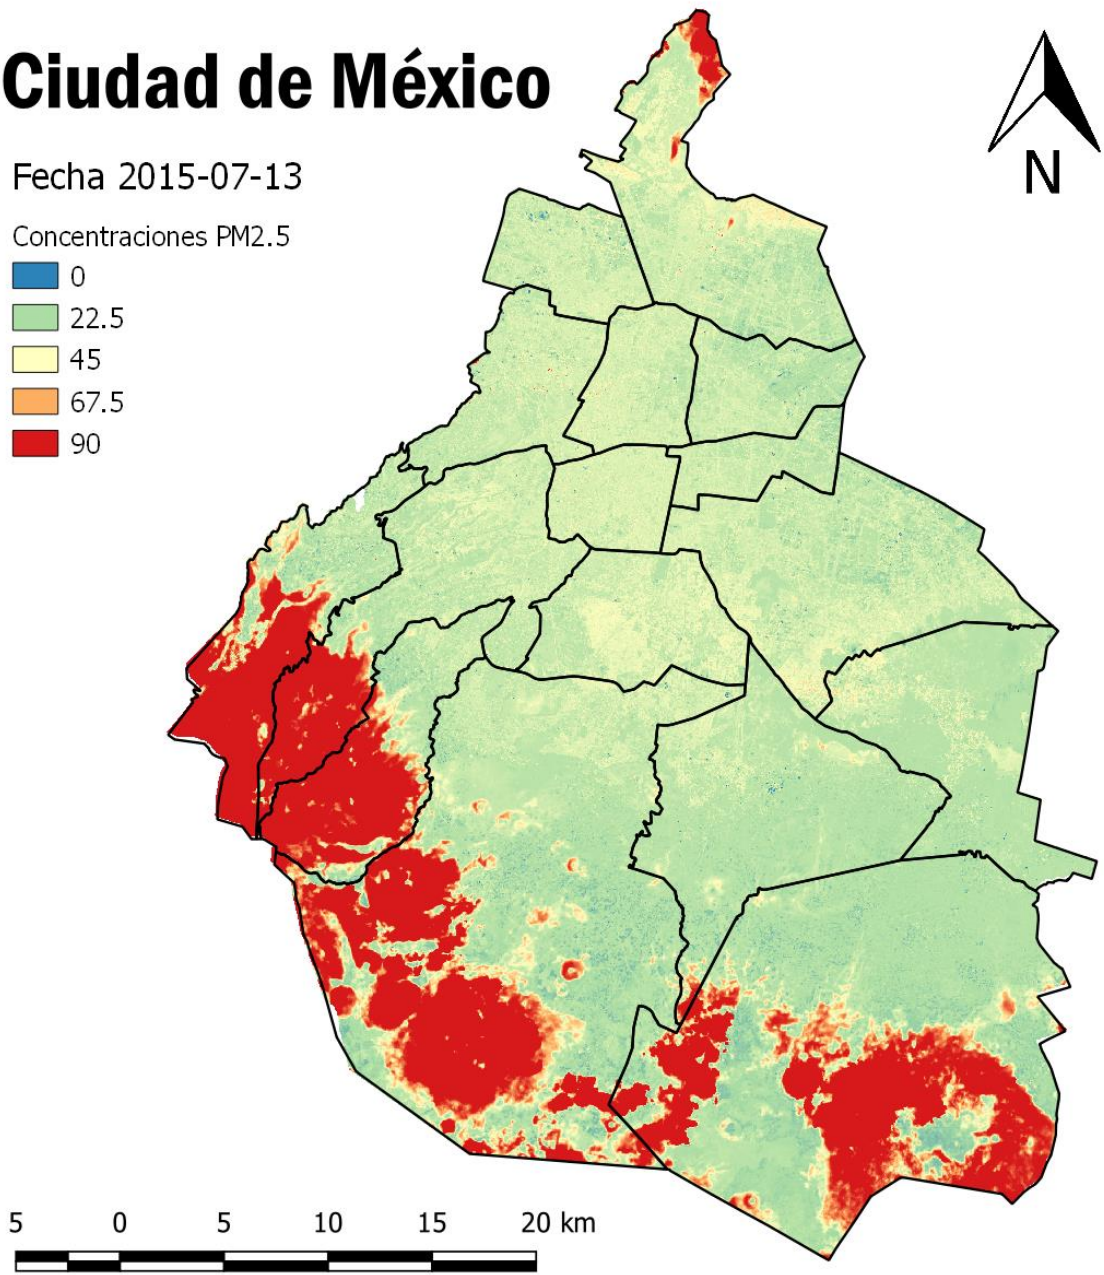 Ciudad de México
N
Fecha 2015-07-13
Concentraciones PM2.5
0
22.5
45
67.5
90
5 0 5 10 15 20 km